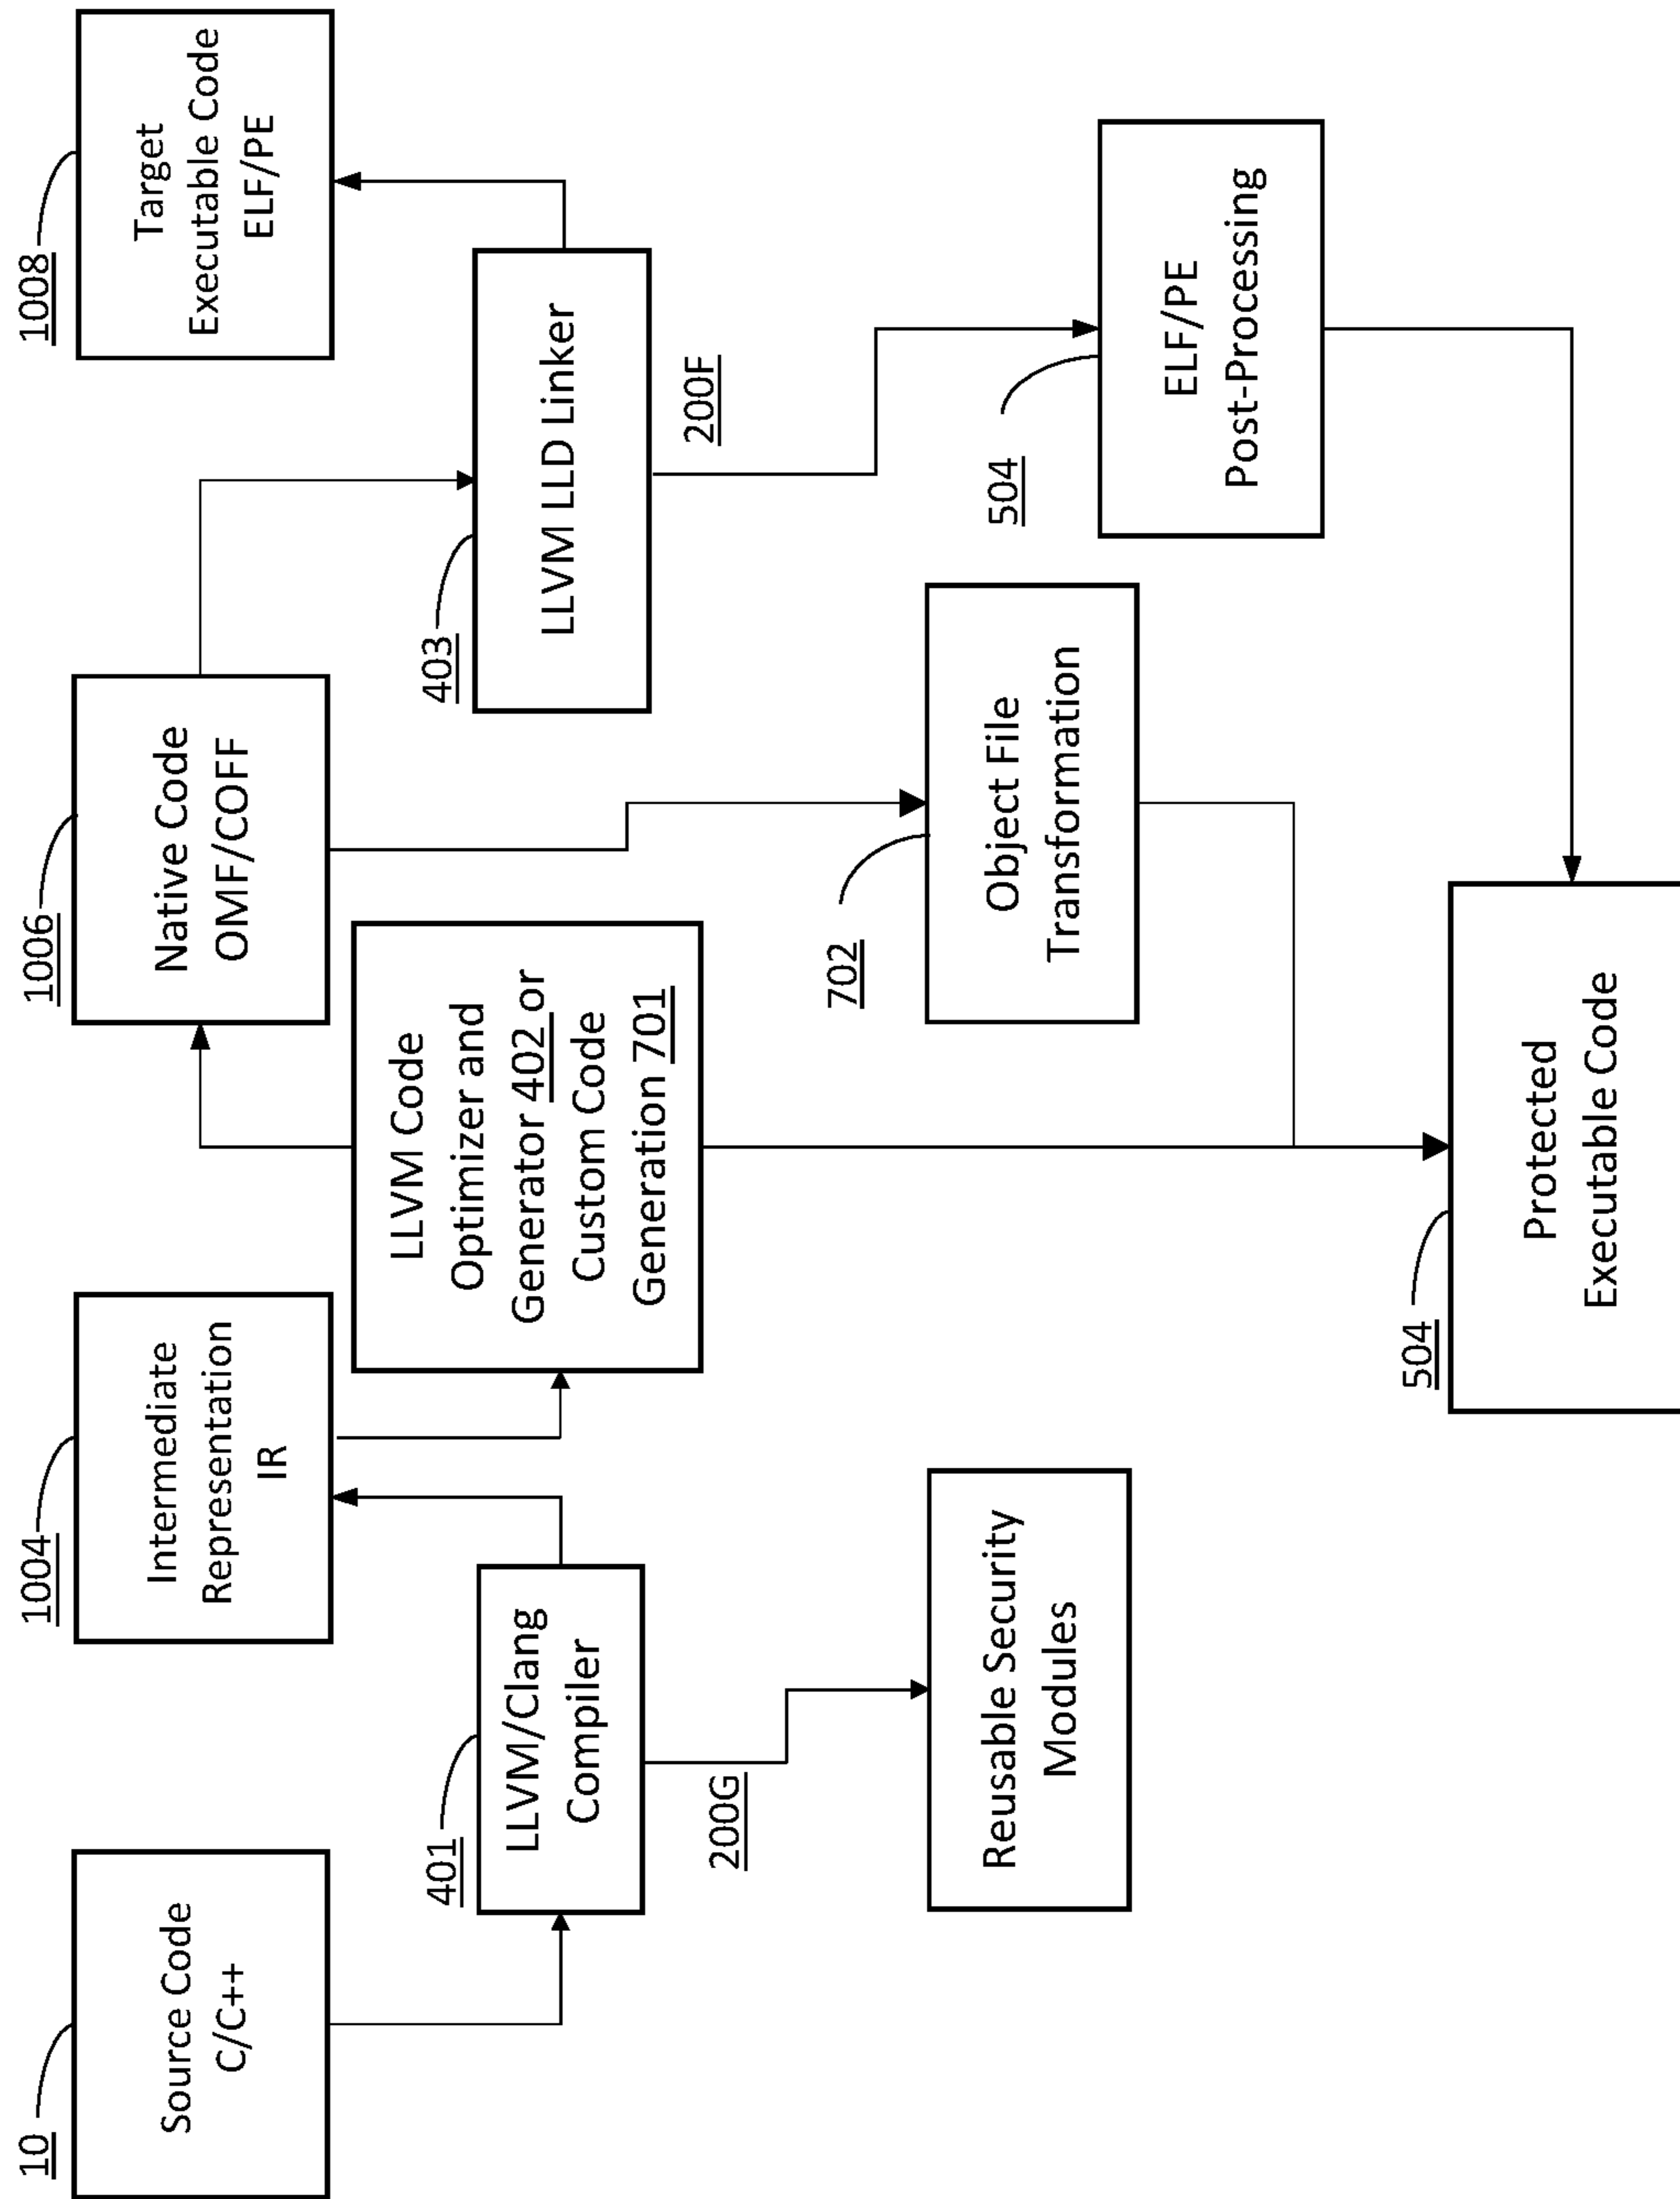 10
Source Code
C/C++
1004
Intermediate
Representation
IR
1006
Native Code
OMF/COFF
1008
Target
Executable Code
ELF/PE
401
LLVM/Clang
Compiler
LLVM Code
Optimizer and
Generator 402 or
Custom Code
Generation 701
403
LLVM LLD Linker
200G
200F
Reusable Security
Modules
702
Object File
Transformation
504
ELF/PE
Post-Processing
504
Protected
Executable Code